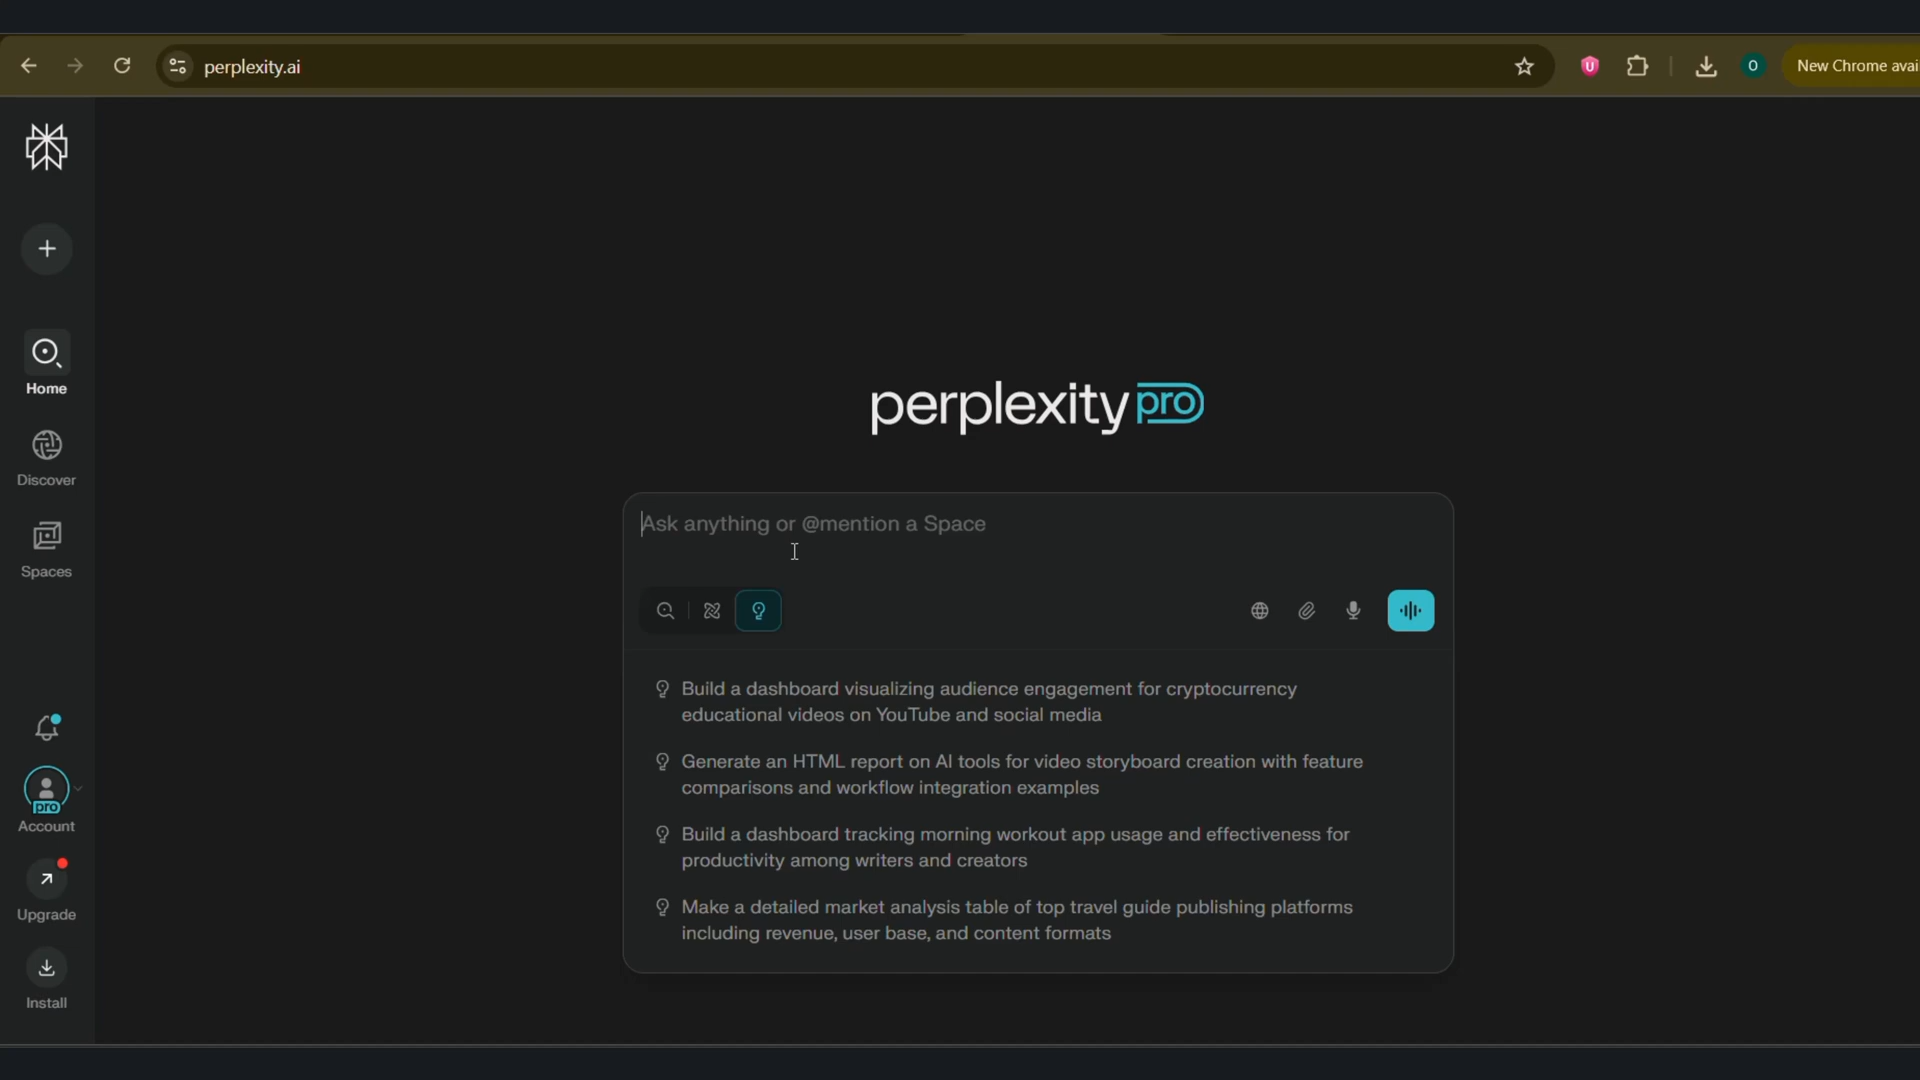 perplexity.ai
O
New Chrome avai
Home
Discover
Spaces
Account
pro
Upgrade
Install
perplexity pro
Ask anything or @mention a Space
Build a dashboard visualizing audience engagement for cryptocurrency
educational videos on YouTube and social media
Generate an HTML report on AI tools for video storyboard creation with feature
comparisons and workflow integration examples
Build a dashboard tracking morning workout app usage and effectiveness for
productivity among writers and creators
Make a detailed market analysis table of top travel guide publishing platforms
including revenue, user base, and content formats